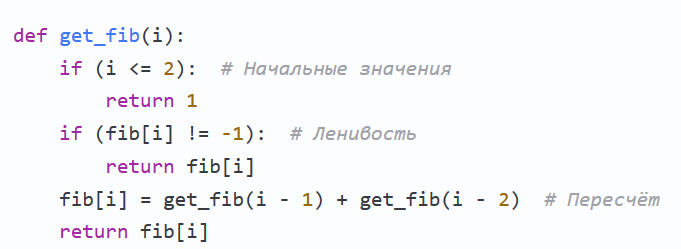 def get_fib(i):
    if (i <= 2):  # Начальные значения
        return 1
    if (fib[i] != -1):  # Ленивость
        return fib[i]
    fib[i] = get_fib(i - 1) + get_fib(i - 2)  # Пересчёт
    return fib[i]